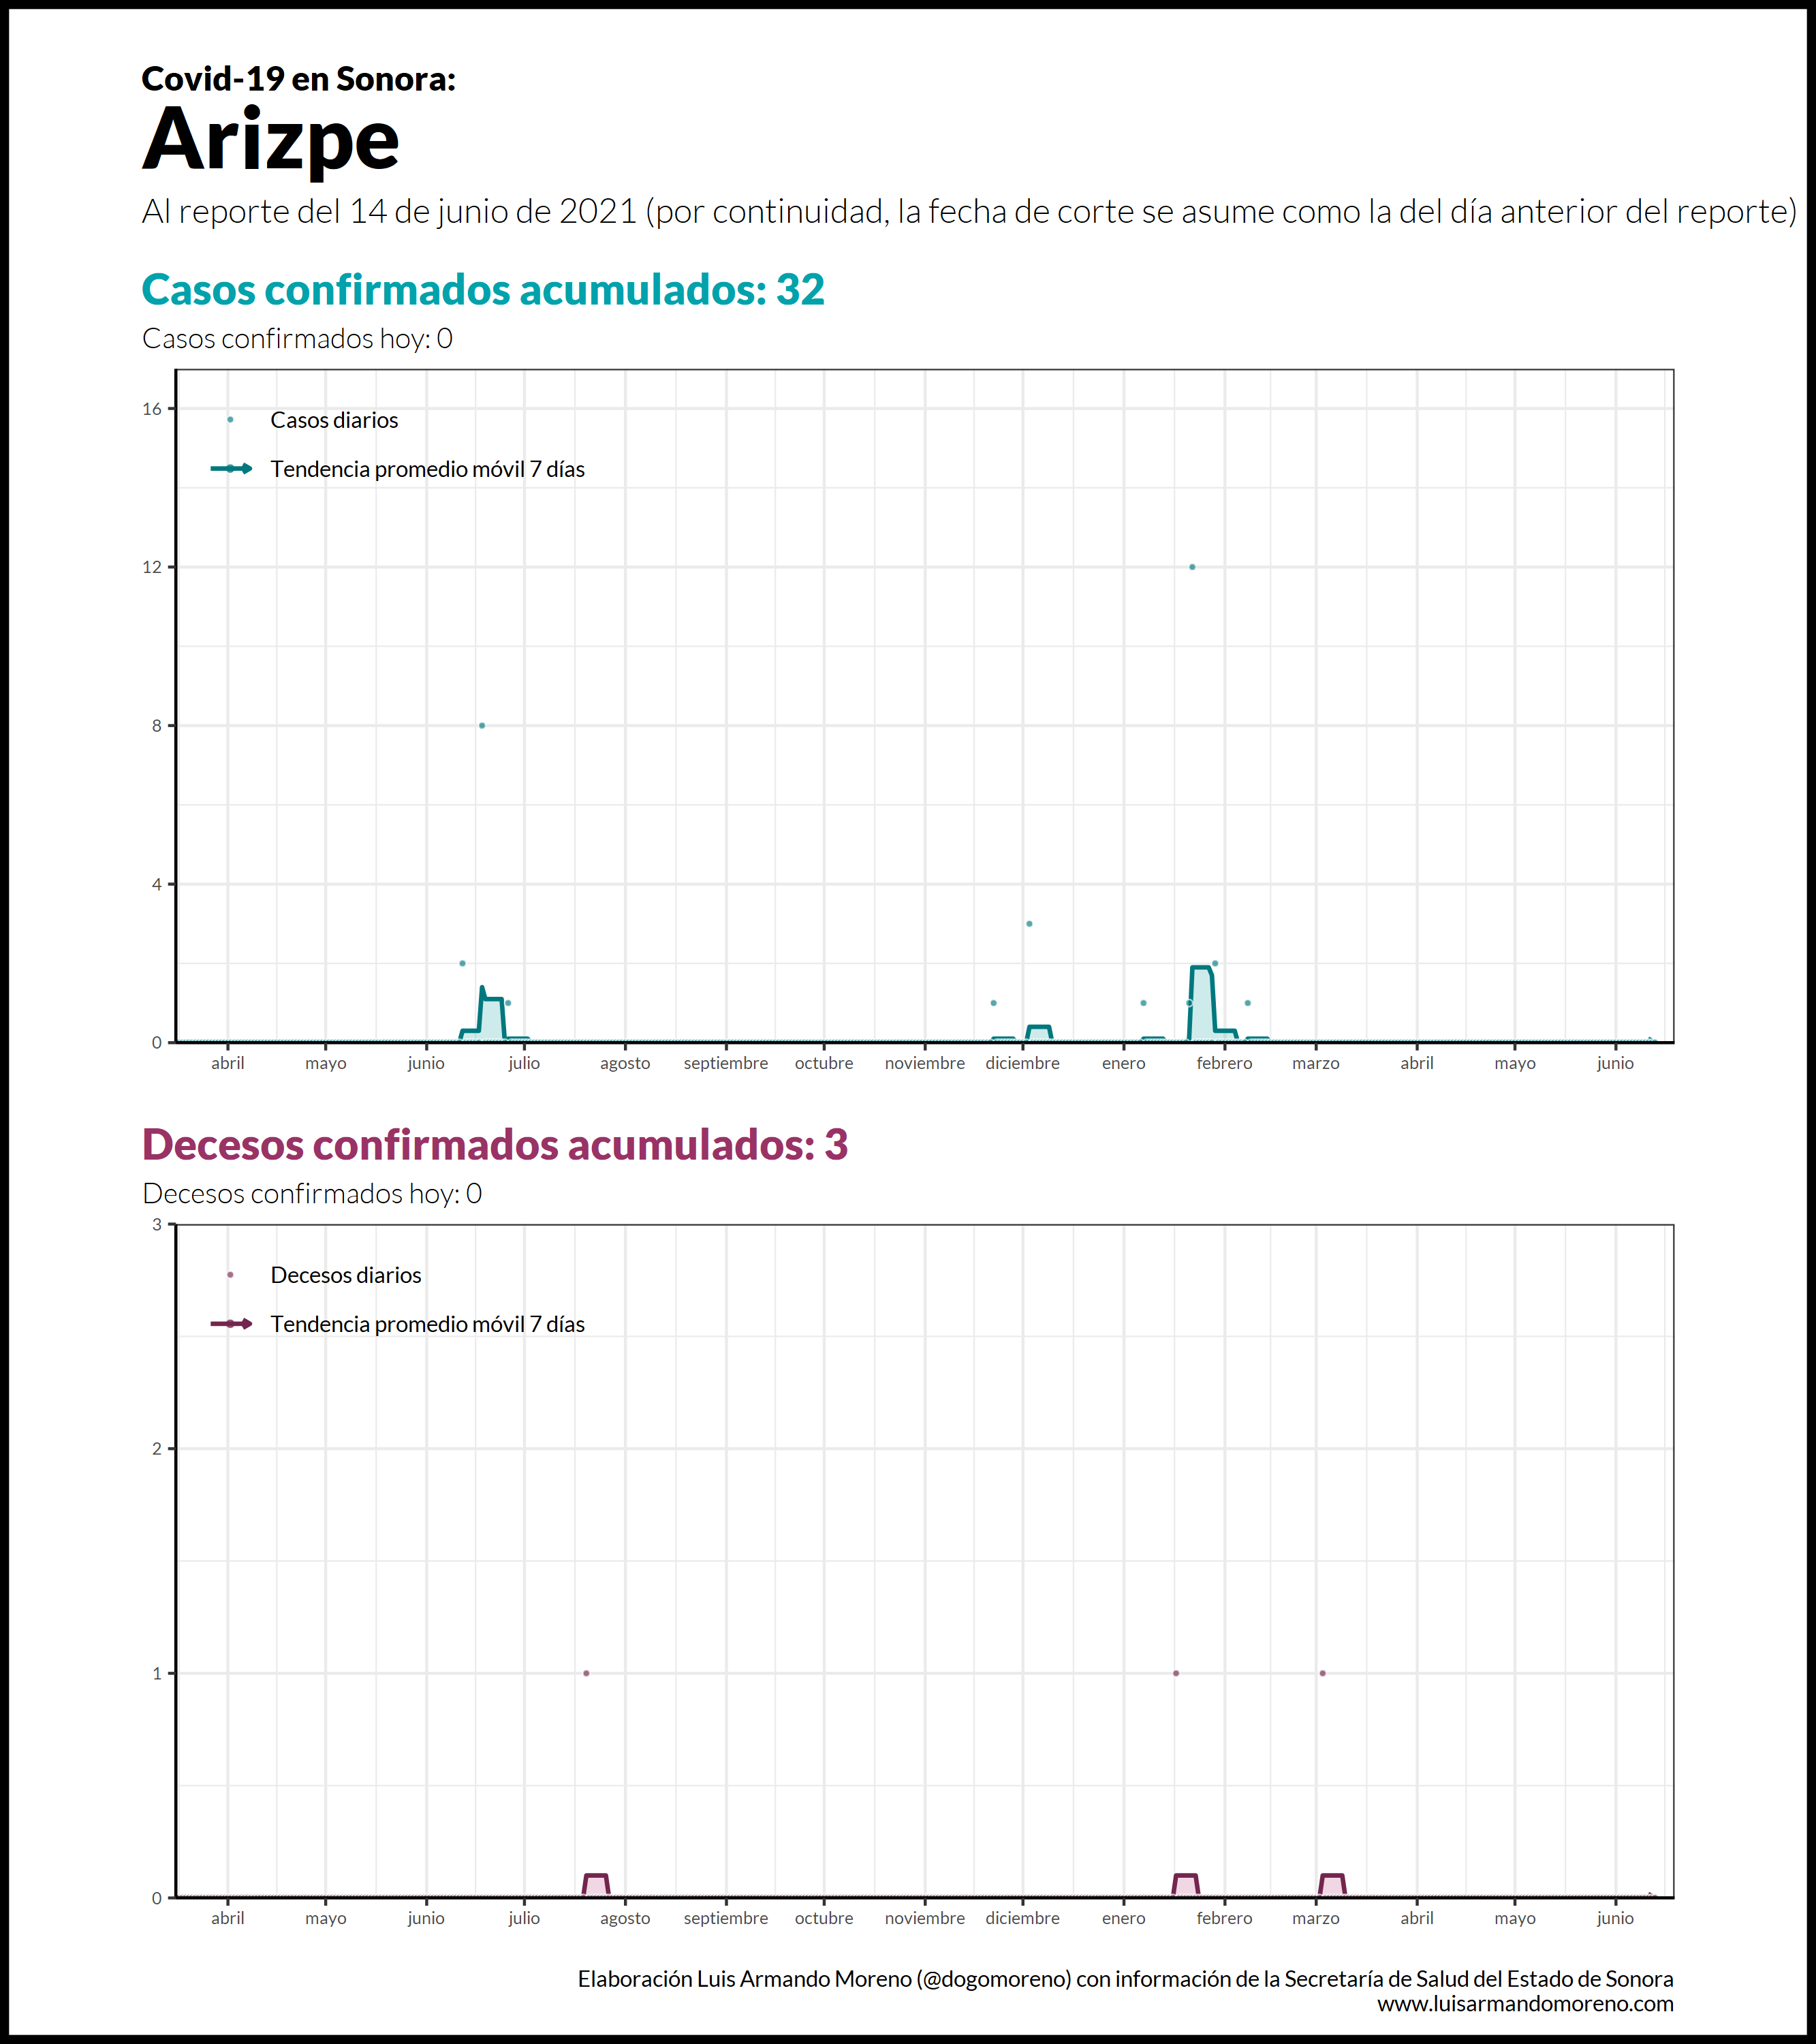 Covid-19 en Sonora:
Arizpe
Al reporte del 14 de junio de 2021 (por continuidad, la fecha de corte se asume como la del día anterior del reporte)
Casos confirmados acumulados: 32
Casos confirmados hoy: 0
16
Casos diarios
Tendencia promedio móvil 7 días
12
8
4
0
abril mayo junio julio agosto septiembre octubre noviembre diciembre enero febrero marzo abril mayo junio
Decesos confirmados acumulados: 3
Decesos confirmados hoy: 0
3
Decesos diarios
Tendencia promedio móvil 7 días
2
1
0
abril mayo junio julio agosto septiembre octubre noviembre diciembre enero febrero marzo abril mayo junio
Elaboración Luis Armando Moreno (@dogomoreno) con información de la Secretaría de Salud del Estado de Sonora
www.luisarmandomoreno.com